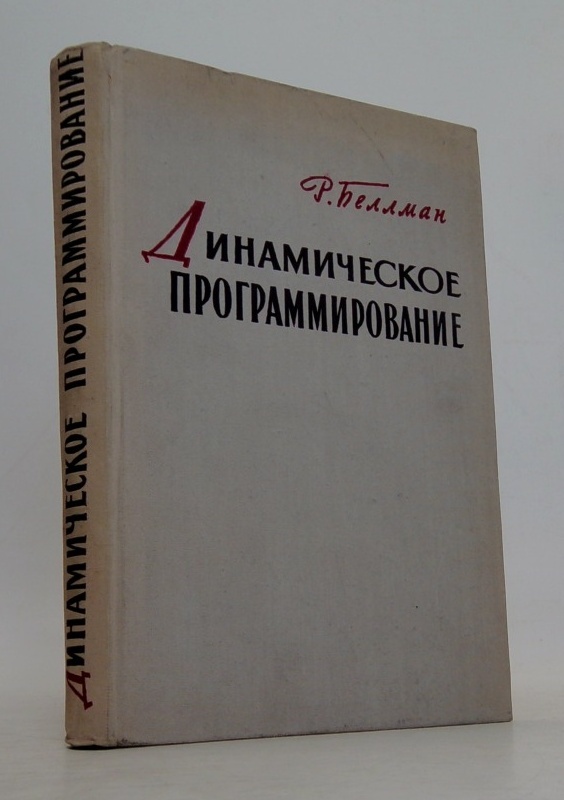 Р. Беллман
Динамическое
программирование
Динамическое программирование